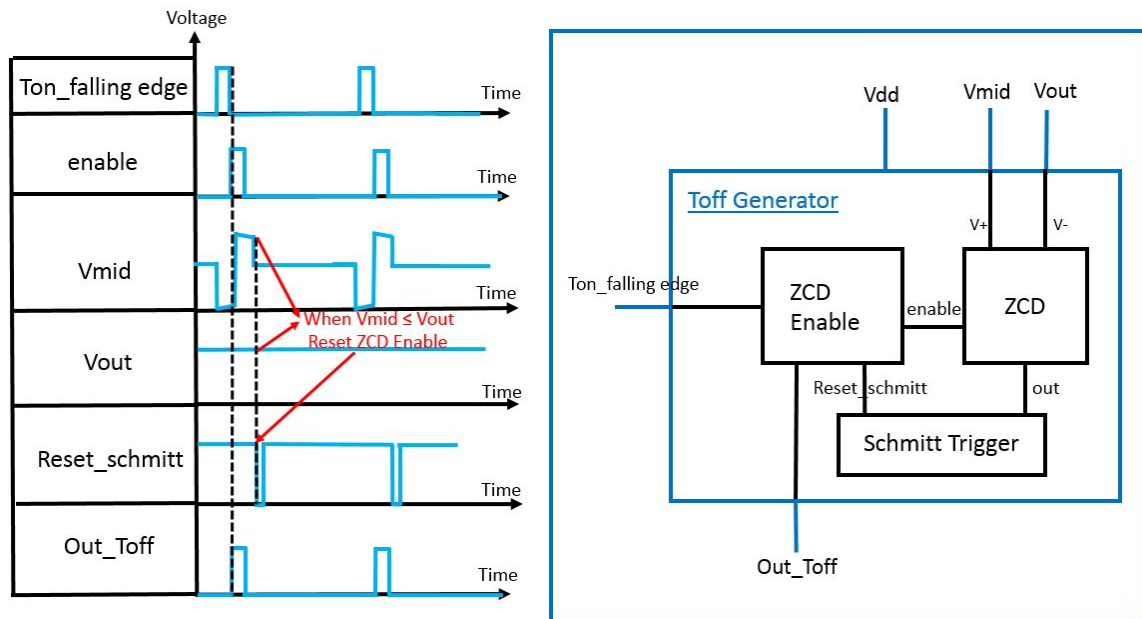 Voltage
Ton_falling edge
Time
enable
Time
Vmid
Time
When Vmid ≤ Vout
Reset ZCD Enable
Vout
Time
Reset_schmitt
Time
Out_Toff
Time
Vdd
Vmid
Vout
Toff Generator
V+
V-
Ton_falling edge
ZCD
Enable
enable
ZCD
Reset_schmitt
out
Schmitt Trigger
Out_Toff